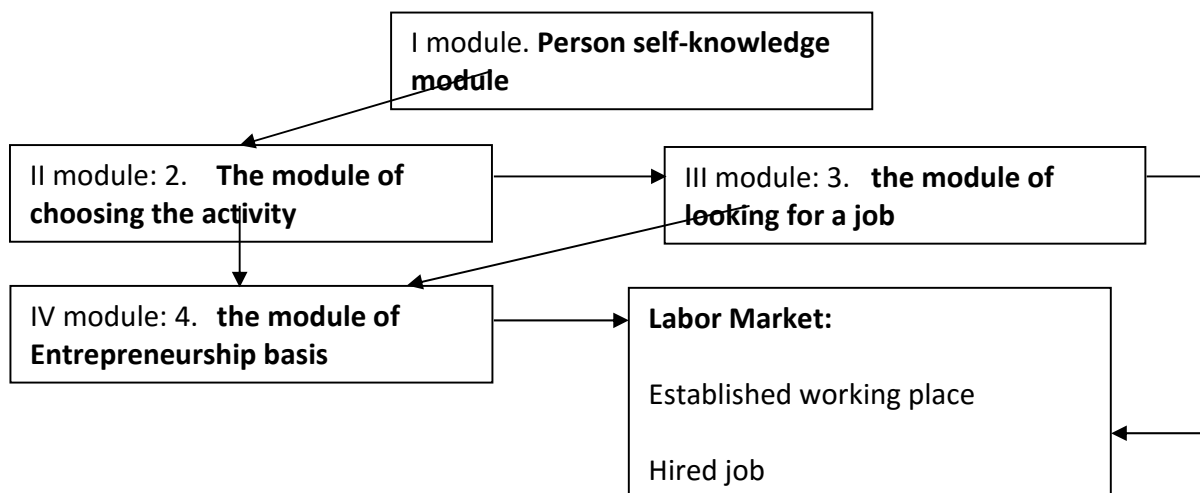 I module. Person self-knowledge
module
II module: 2. The module of
choosing the activity
III module: 3. the module of
looking for a job
IV module: 4. the module of
Entrepreneurship basis
Labor Market:
Established working place
Hired job